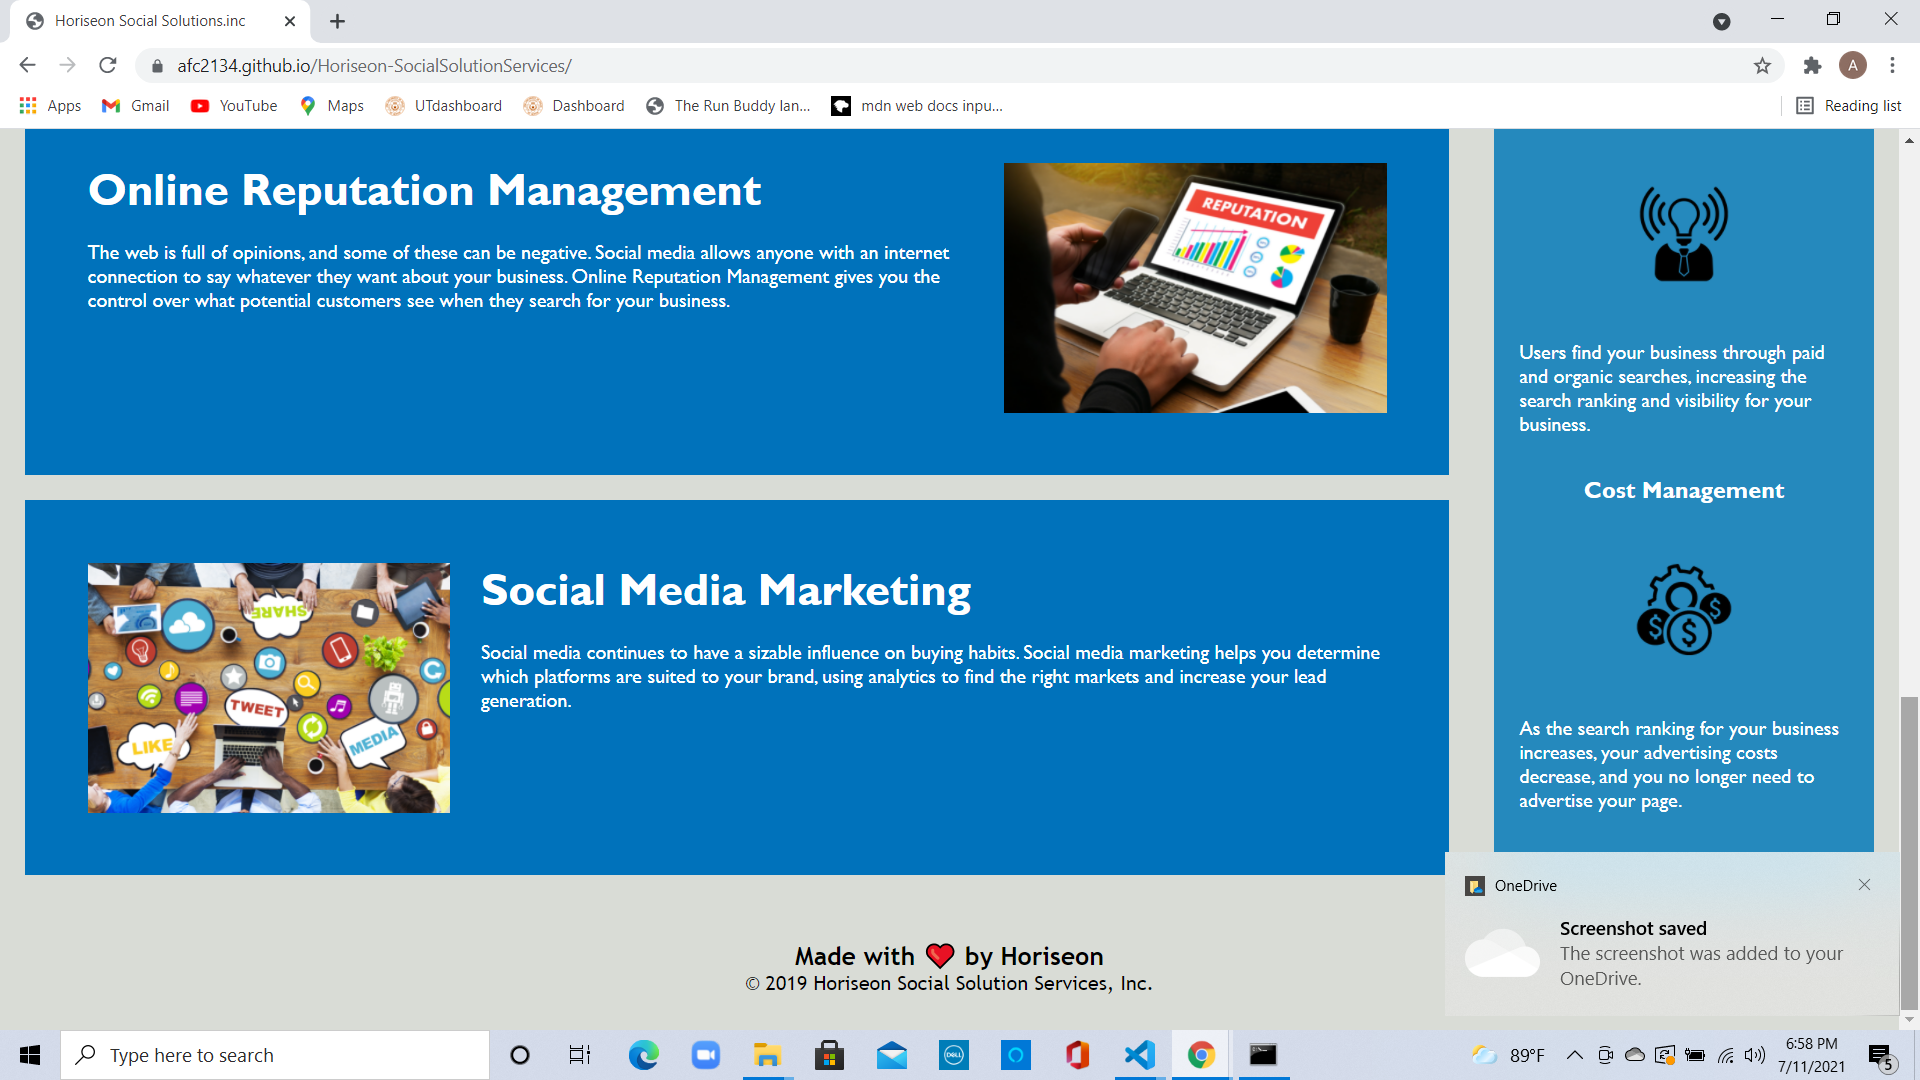 Horiseon Social Solutions.inc
afc2134.github.io/Horiseon-SocialSolutionServices/
A
Apps
Gmail
YouTube
Maps
UTdashboard
Dashboard
The Run Buddy lan...
mdn web docs inpu...
Reading list
Online Reputation Management
The web is full of opinions, and some of these can be negative. Social media allows anyone with an internet
connection to say whatever they want about your business. Online Reputation Management gives you the
control over what potential customers see when they search for your business.
REPUTATION
Social Media Marketing
Social media continues to have a sizable influence on buying habits. Social media marketing helps you determine
which platforms are suited to your brand, using analytics to find the right markets and increase your lead
generation.
SHARE
TWEET
LIKE
MEDIA
Users find your business through paid
and organic searches, increasing the
search ranking and visibility for your
business.
Cost Management
$
$
$
As the search ranking for your business
increases, your advertising costs
decrease, and you no longer need to
advertise your page.
Made with ❤️ by Horiseon
© 2019 Horiseon Social Solution Services, Inc.
OneDrive
Screenshot saved
The screenshot was added to your
OneDrive.
Type here to search
DELL
89°F
6:58 PM
7/11/2021
5